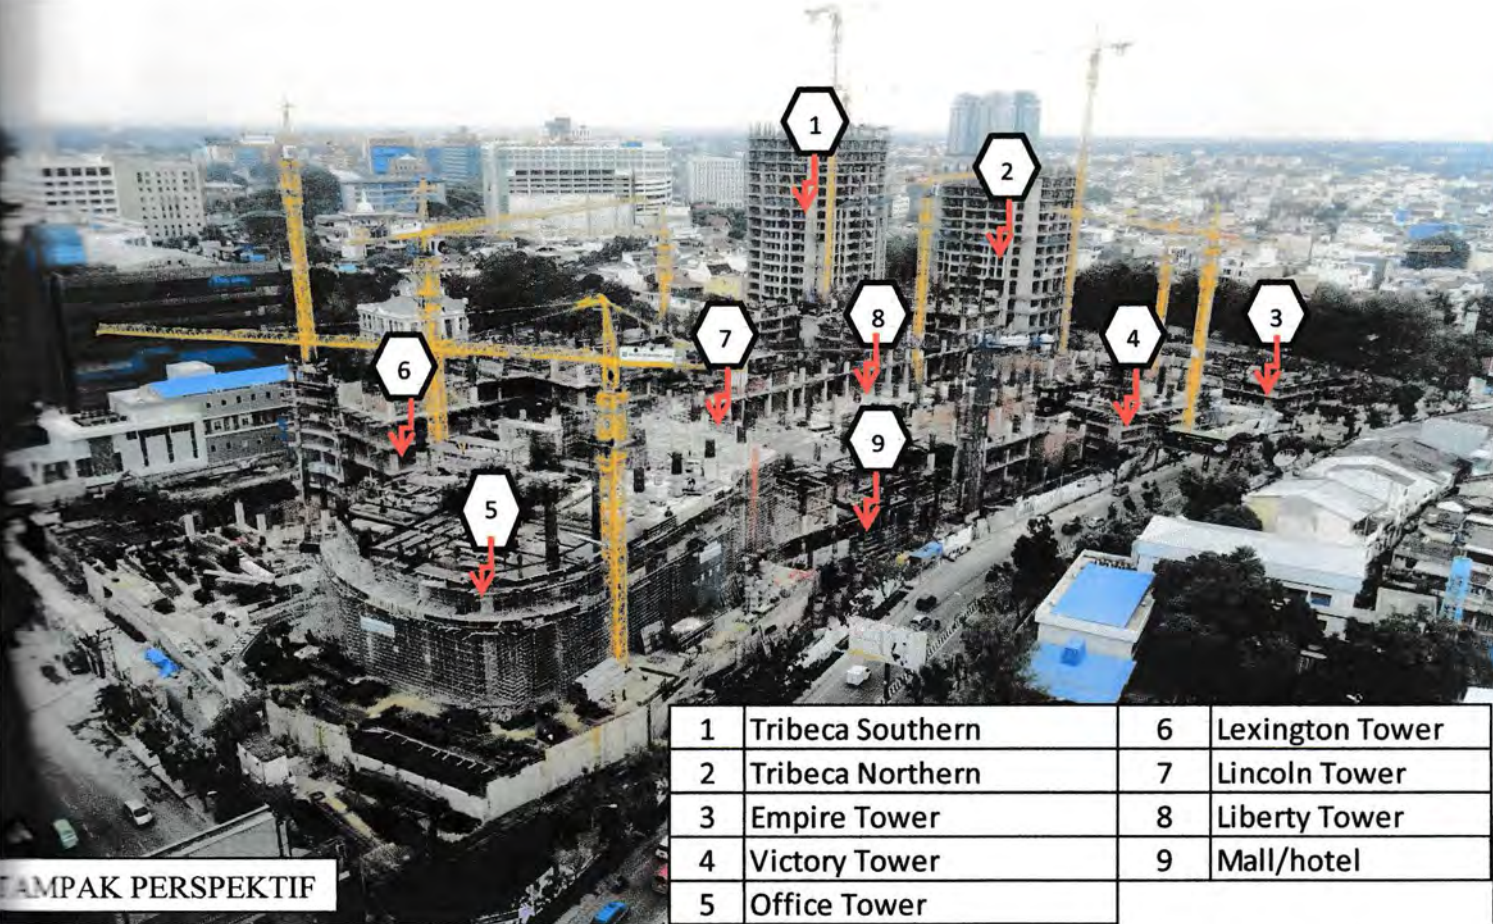 1
2
3
4
5
6
7
8
9
1 Tribeca Southern 6 Lexington Tower
2 Tribeca Northern 7 Lincoln Tower
3 Empire Tower 8 Liberty Tower
4 Victory Tower 9 Mall/hotel
5 Office Tower
TAMPAK PERSPEKTIF